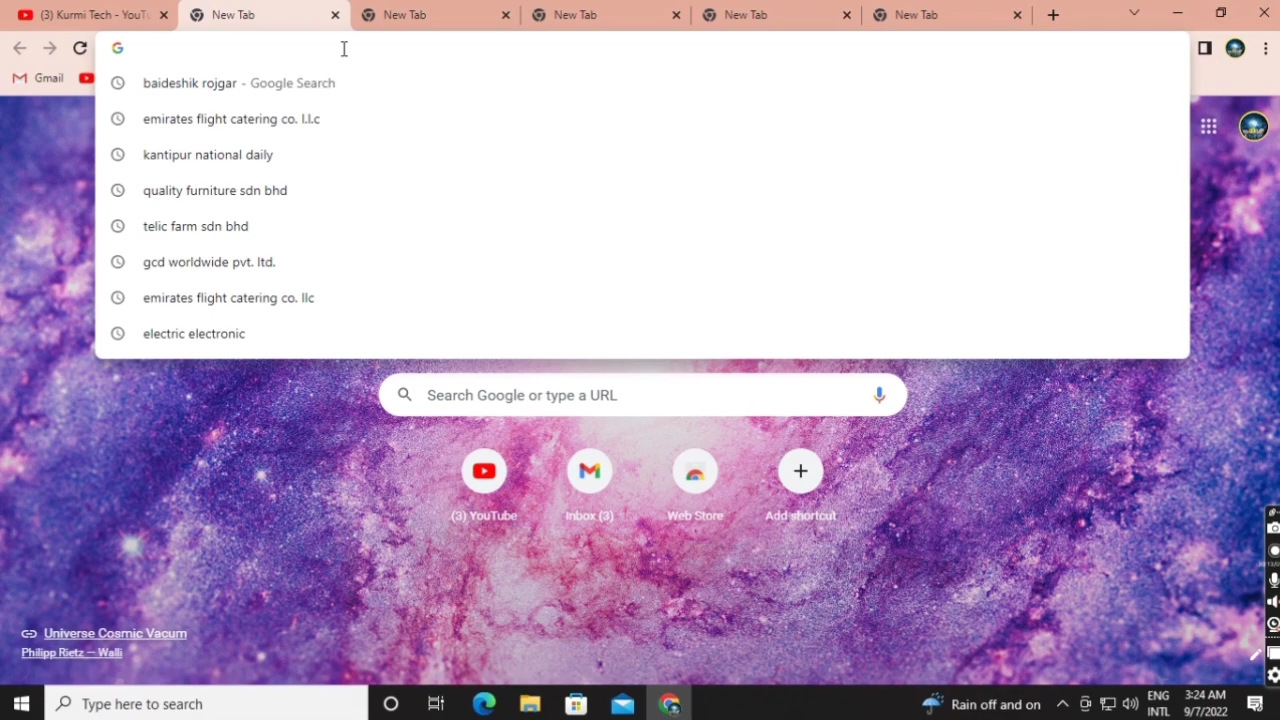 (3) Kurmi Tech - YouTu
New Tab
New Tab
New Tab
New Tab
New Tab
Gmail
baideshik rojgar - Google Search
emirates flight catering co. l.l.c
kantipur national daily
quality furniture sdn bhd
telic farm sdn bhd
gcd worldwide pvt. ltd.
emirates flight catering co. llc
electric electronic
Search Google or type a URL
(3) YouTube
Inbox (3)
Web Store
Add shortcut
Universe Cosmic Vacum
Philipp Rietz — Walli
Type here to search
Rain off and on
ENG
INTL
3:24 AM
9/7/2022